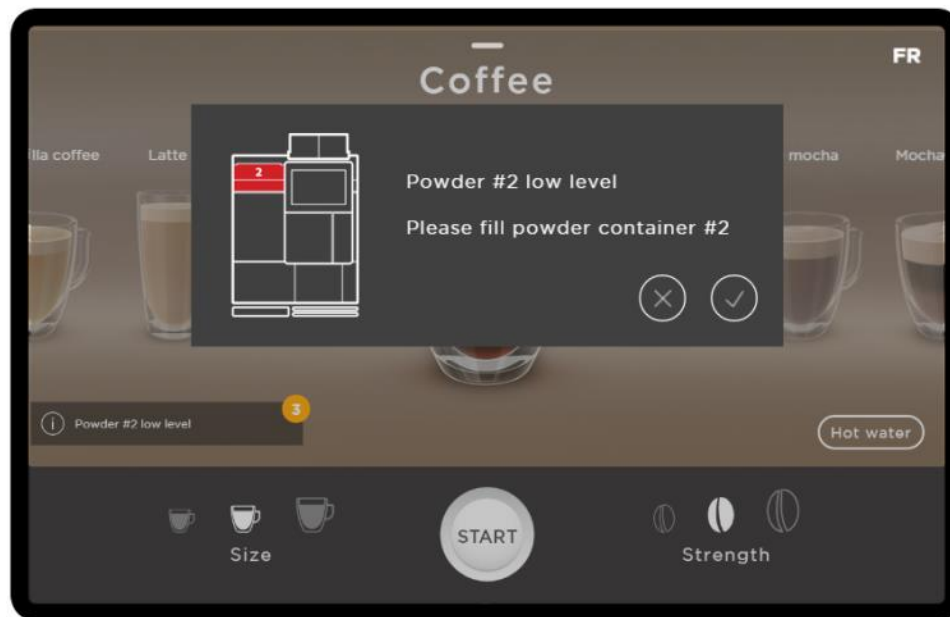 FR
Coffee
lla coffee
Latte
mocha
Mocha
2
Powder #2 low level
Please fill powder container #2
3
i Powder #2 low level
Hot water
START
Size
Strength